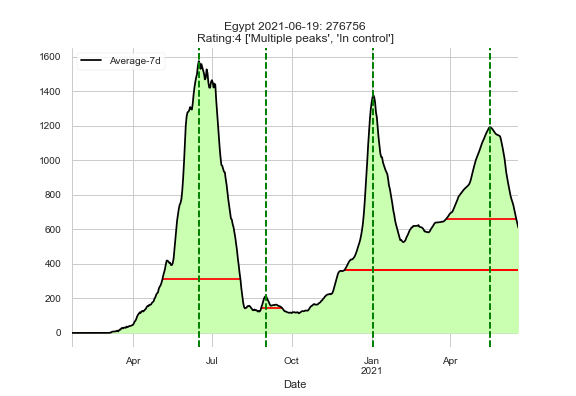 Egypt 2021-06-19: 276756
Rating:4 ['Multiple peaks', 'In control']
Average-7d
1600
1400
1200
1000
800
600
400
200
0
Apr
Jul
Oct
Jan
2021
Apr
Date